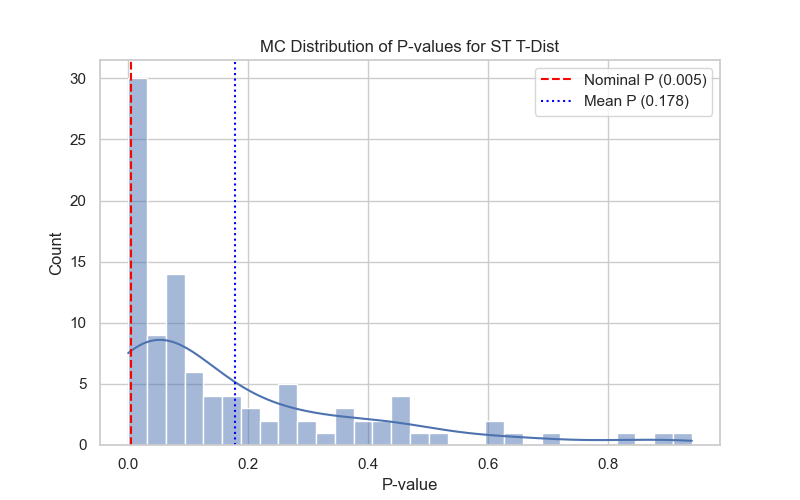 MC Distribution of P-values for ST T-Dist
Nominal P (0.005)
Mean P (0.178)
30
25
20
15
10
5
0
Count
0.0 0.2 0.4 0.6 0.8
P-value